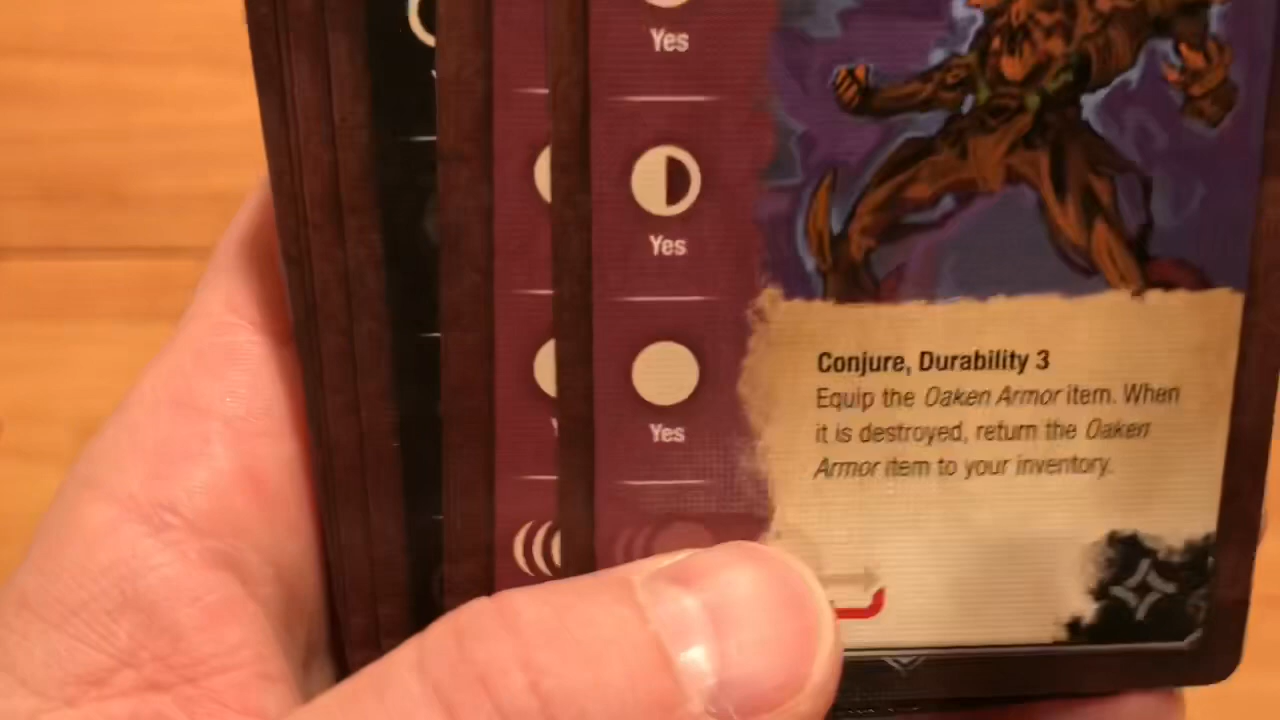 Yes
Yes
Yes
Conjure, Durability 3
Equip the Oaken Armor item. When
it is destroyed, return the Oaken
Armor item to your inventory.